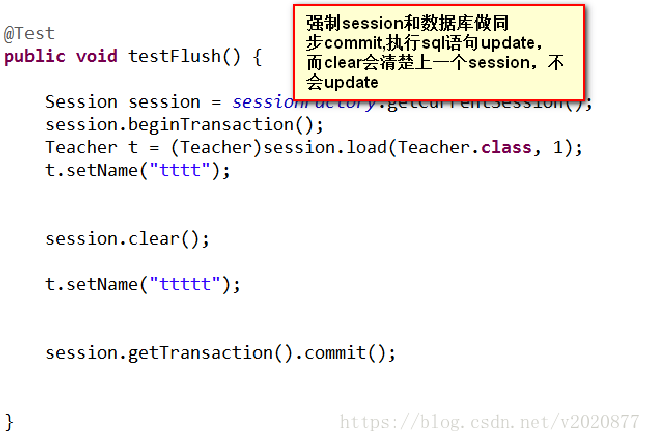 @Test
public void testFlush() {
强制session和数据库做同
步commit,执行sql语句update，
而clear会清楚上一个session，不
会update
Session session = sessionFactory.getCurrentSession();
session.beginTransaction();
Teacher t = (Teacher)session.load(Teacher.class, 1);
t.setName("tttt");
session.clear();
t.setName("ttttt");
session.getTransaction().commit();
}
https://blog.csdn.net/v2020877